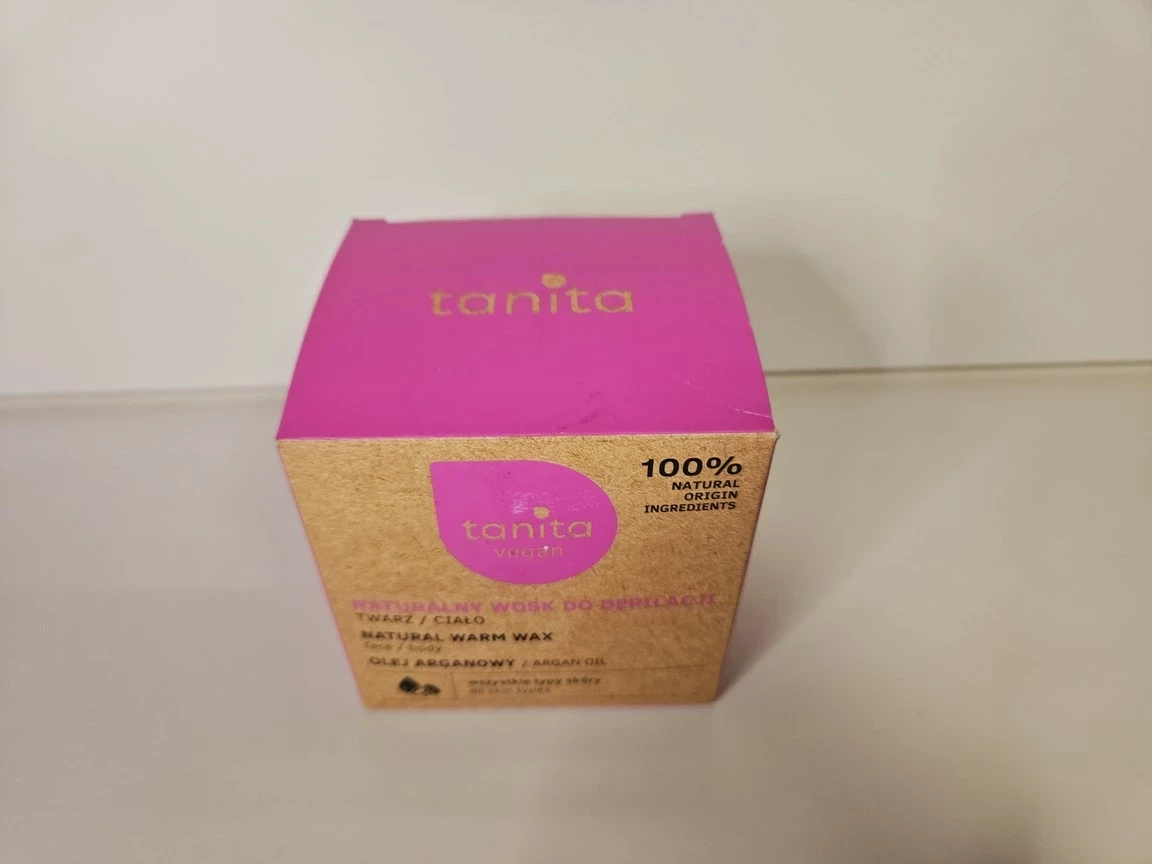 tanita
100%
NATURAL
ORIGIN
INGREDIENTS
tanita
vegan
NATURALNY WOSK DO DEPILACJI
TWARZ / CIAŁO
NATURAL WARM WAX
face / body
OLEJ ARGANOWY / ARGAN OIL
wszystkie typy skóry
all skin types